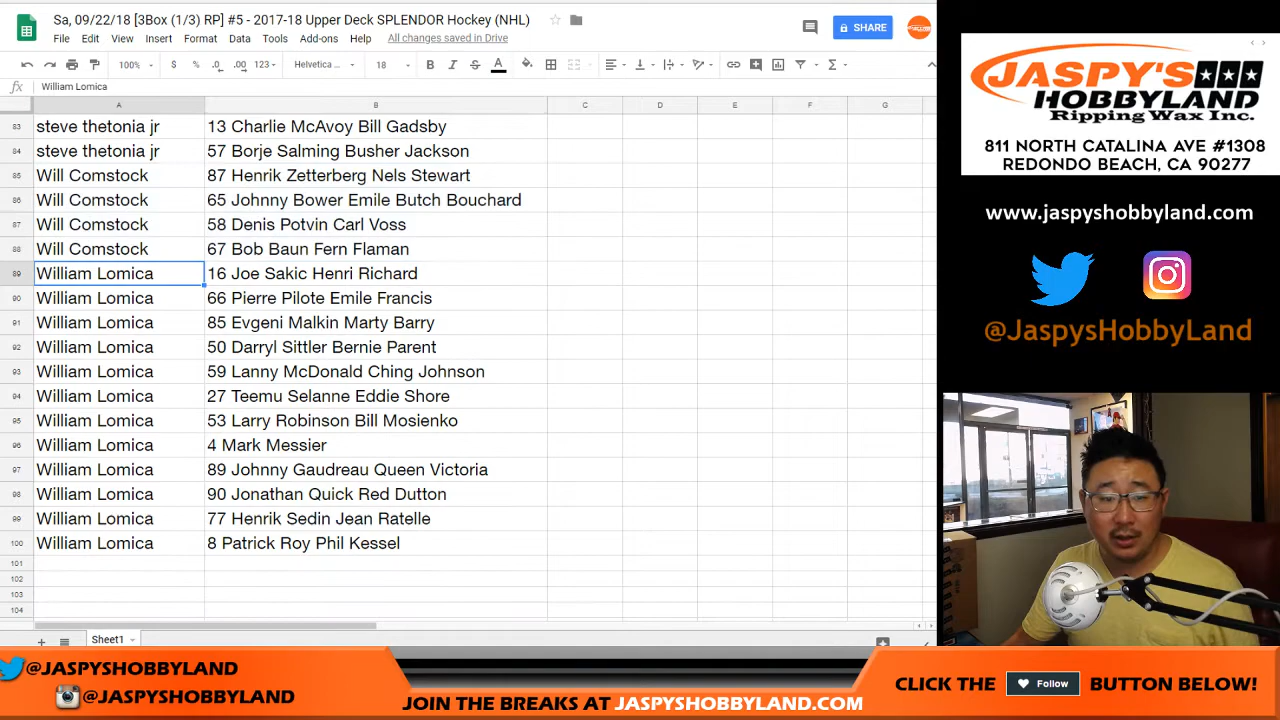 Sa, 09/22/18 [3Box (1/3) RP] #5 - 2017-18 Upper Deck SPLENDOR Hockey (NHL)
File Edit View Insert Format Data Tools Add-ons Help All changes saved in Drive
SHARE
100% $ % .0 .00 123 Helvetica ... 18 B I S A
fx William Lomica
A B C D E F G
83 steve thetonia jr 13 Charlie McAvoy Bill Gadsby
84 steve thetonia jr 57 Borje Salming Busher Jackson
85 Will Comstock 87 Henrik Zetterberg Nels Stewart
86 Will Comstock 65 Johnny Bower Emile Butch Bouchard
87 Will Comstock 58 Denis Potvin Carl Voss
88 Will Comstock 67 Bob Baun Fern Flaman
89 William Lomica 16 Joe Sakic Henri Richard
90 William Lomica 66 Pierre Pilote Emile Francis
91 William Lomica 85 Evgeni Malkin Marty Barry
92 William Lomica 50 Darryl Sittler Bernie Parent
93 William Lomica 59 Lanny McDonald Ching Johnson
94 William Lomica 27 Teemu Selanne Eddie Shore
95 William Lomica 53 Larry Robinson Bill Mosienko
96 William Lomica 4 Mark Messier
97 William Lomica 89 Johnny Gaudreau Queen Victoria
98 William Lomica 90 Jonathan Quick Red Dutton
99 William Lomica 77 Henrik Sedin Jean Ratelle
100 William Lomica 8 Patrick Roy Phil Kessel
101
102
103
104
Sheet1
JASPY'S
HOBBYLAND
Ripping Wax Inc.
811 NORTH CATALINA AVE #1308
REDONDO BEACH, CA 90277
www.jaspyshobbyland.com
@JaspysHobbyLand
@JASPYSHOBBYLAND
@JASPYSHOBBYLAND
JOIN THE BREAKS AT JASPYSHOBBYLAND.COM
CLICK THE Follow BUTTON BELOW!